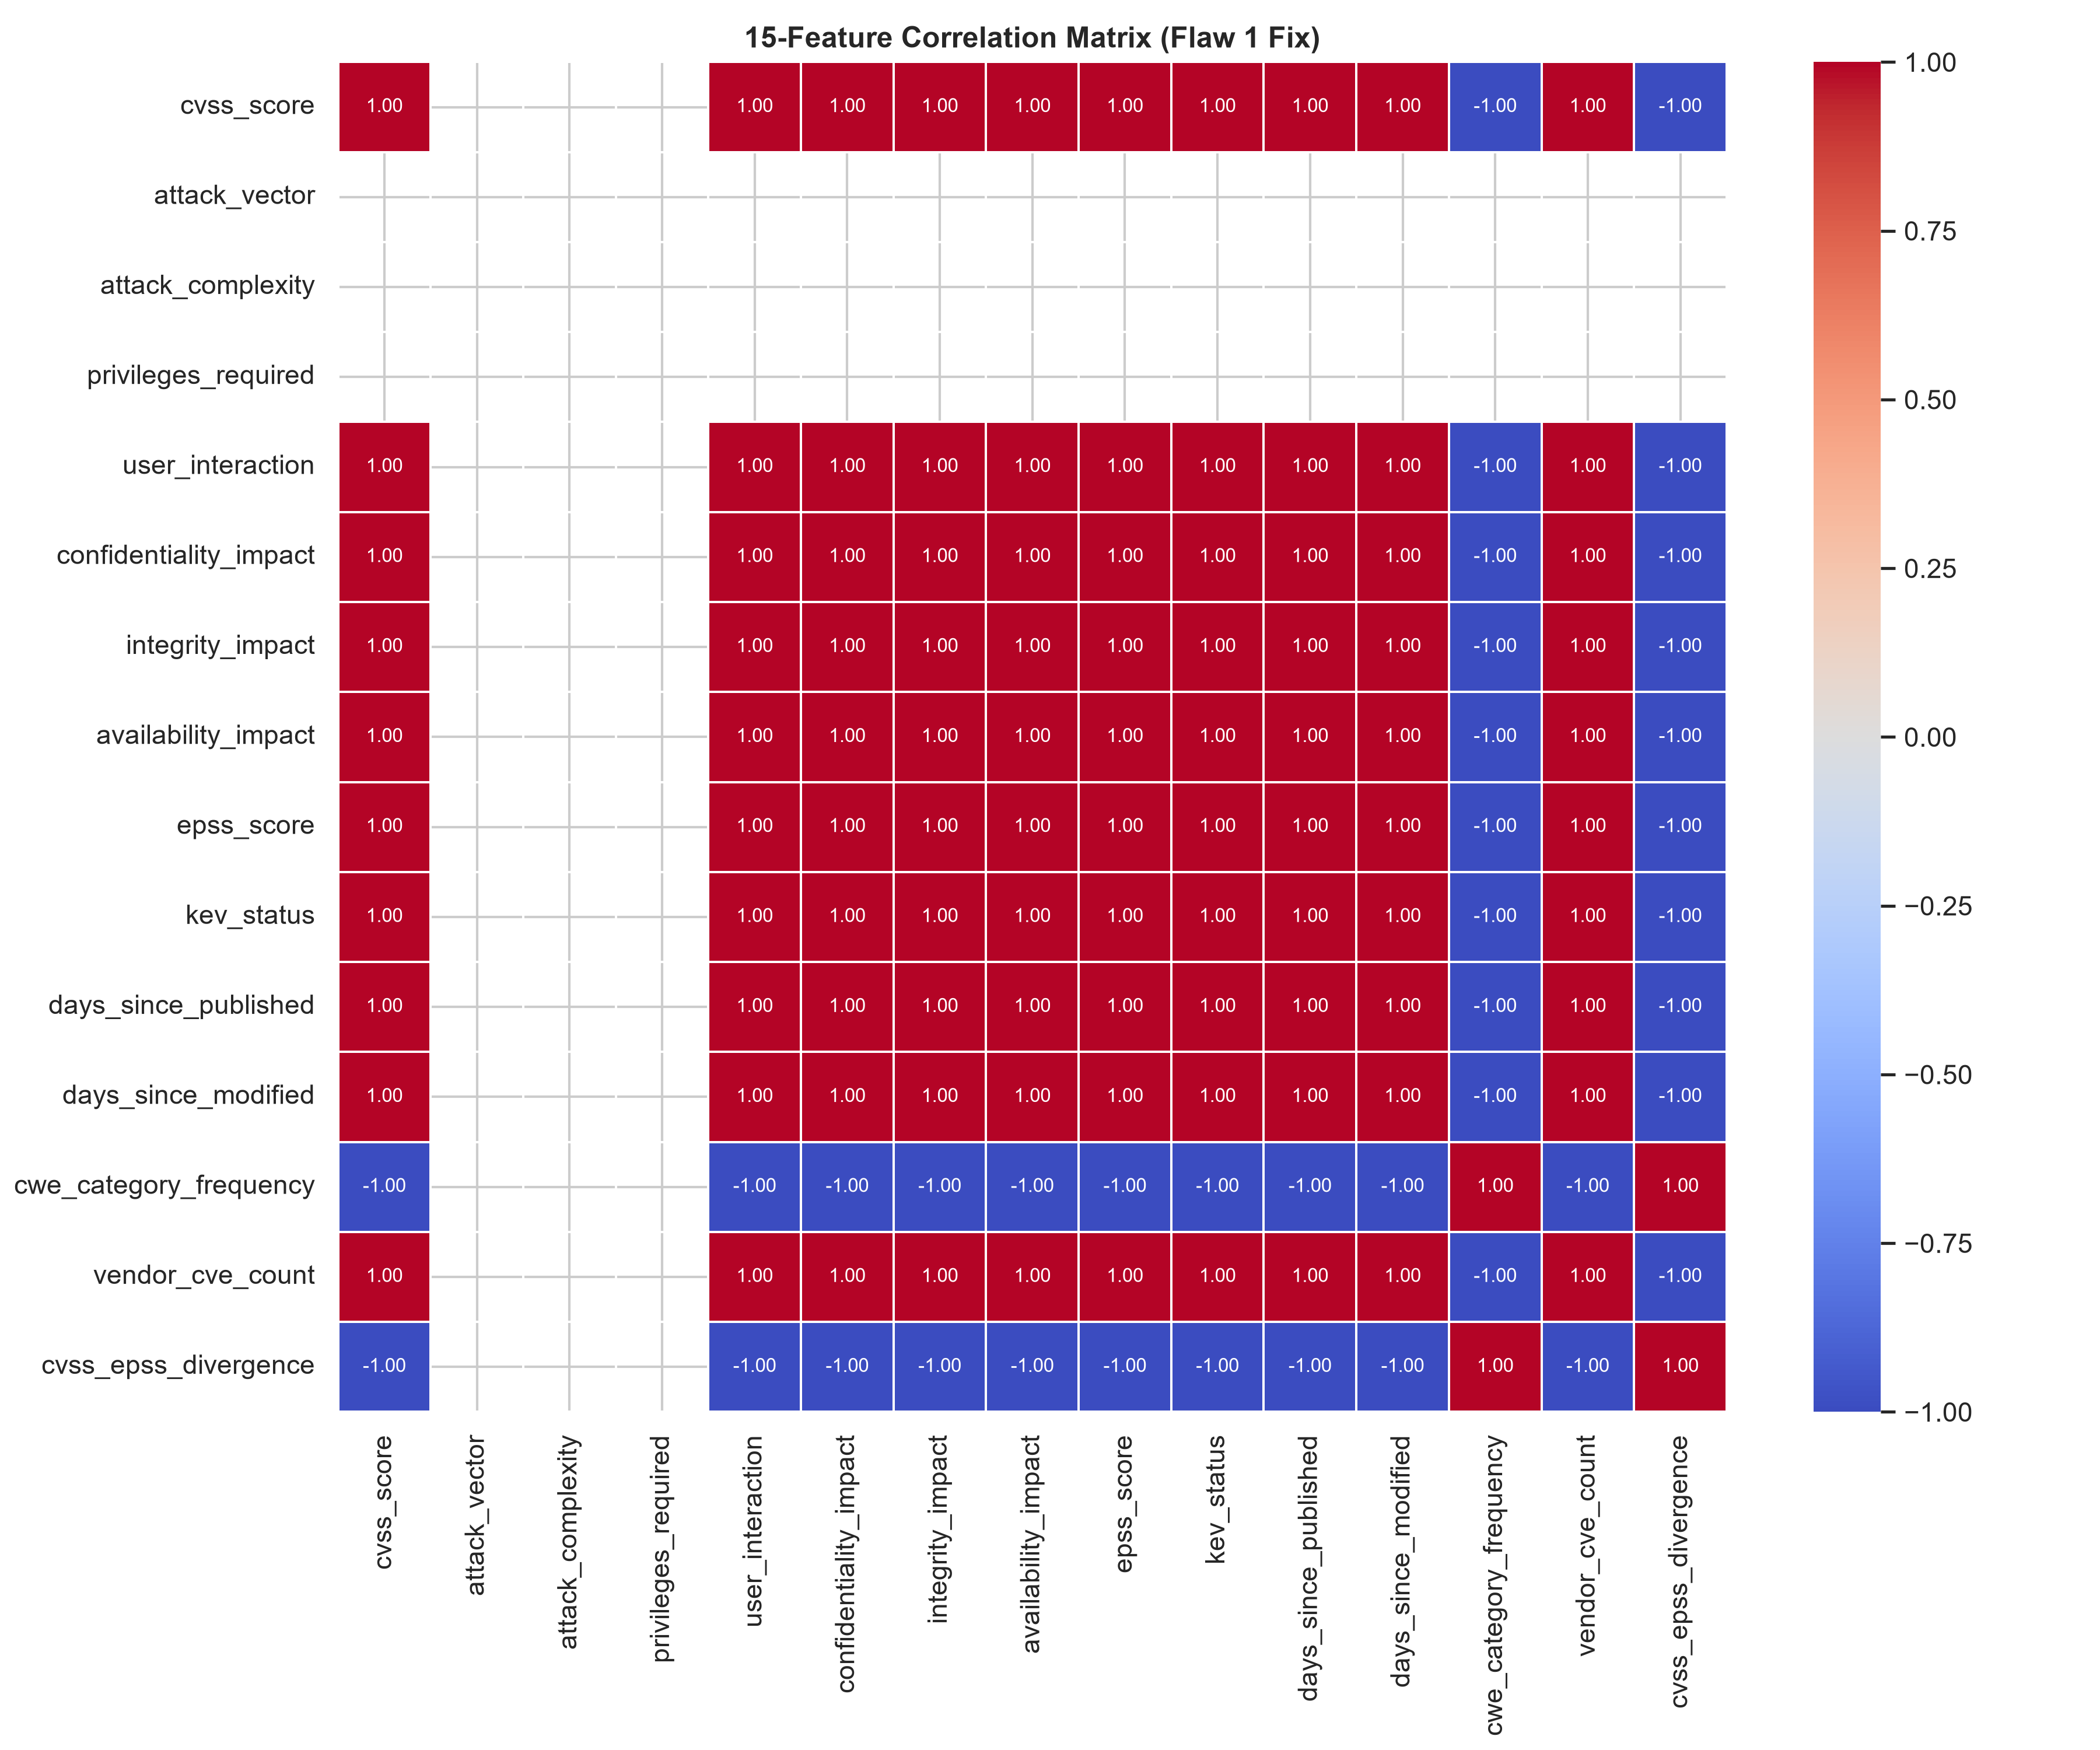 15-Feature Correlation Matrix (Flaw 1 Fix)
cvss_score 1.00 1.00 1.00 1.00 1.00 1.00 1.00 1.00 1.00 -1.00 1.00 -1.00
attack_vector
attack_complexity
privileges_required
user_interaction 1.00 1.00 1.00 1.00 1.00 1.00 1.00 1.00 1.00 -1.00 1.00 -1.00
confidentiality_impact 1.00 1.00 1.00 1.00 1.00 1.00 1.00 1.00 1.00 -1.00 1.00 -1.00
integrity_impact 1.00 1.00 1.00 1.00 1.00 1.00 1.00 1.00 1.00 -1.00 1.00 -1.00
availability_impact 1.00 1.00 1.00 1.00 1.00 1.00 1.00 1.00 1.00 -1.00 1.00 -1.00
epss_score 1.00 1.00 1.00 1.00 1.00 1.00 1.00 1.00 1.00 -1.00 1.00 -1.00
kev_status 1.00 1.00 1.00 1.00 1.00 1.00 1.00 1.00 1.00 -1.00 1.00 -1.00
days_since_published 1.00 1.00 1.00 1.00 1.00 1.00 1.00 1.00 1.00 -1.00 1.00 -1.00
days_since_modified 1.00 1.00 1.00 1.00 1.00 1.00 1.00 1.00 1.00 -1.00 1.00 -1.00
cwe_category_frequency -1.00 -1.00 -1.00 -1.00 -1.00 -1.00 -1.00 -1.00 -1.00 1.00 -1.00 1.00
vendor_cve_count 1.00 1.00 1.00 1.00 1.00 1.00 1.00 1.00 1.00 -1.00 1.00 -1.00
cvss_epss_divergence -1.00 -1.00 -1.00 -1.00 -1.00 -1.00 -1.00 -1.00 -1.00 1.00 -1.00 1.00
cvss_score
attack_vector
attack_complexity
privileges_required
user_interaction
confidentiality_impact
integrity_impact
availability_impact
epss_score
kev_status
days_since_published
days_since_modified
cwe_category_frequency
vendor_cve_count
cvss_epss_divergence
1.00
0.75
0.50
0.25
0.00
−0.25
−0.50
−0.75
−1.00